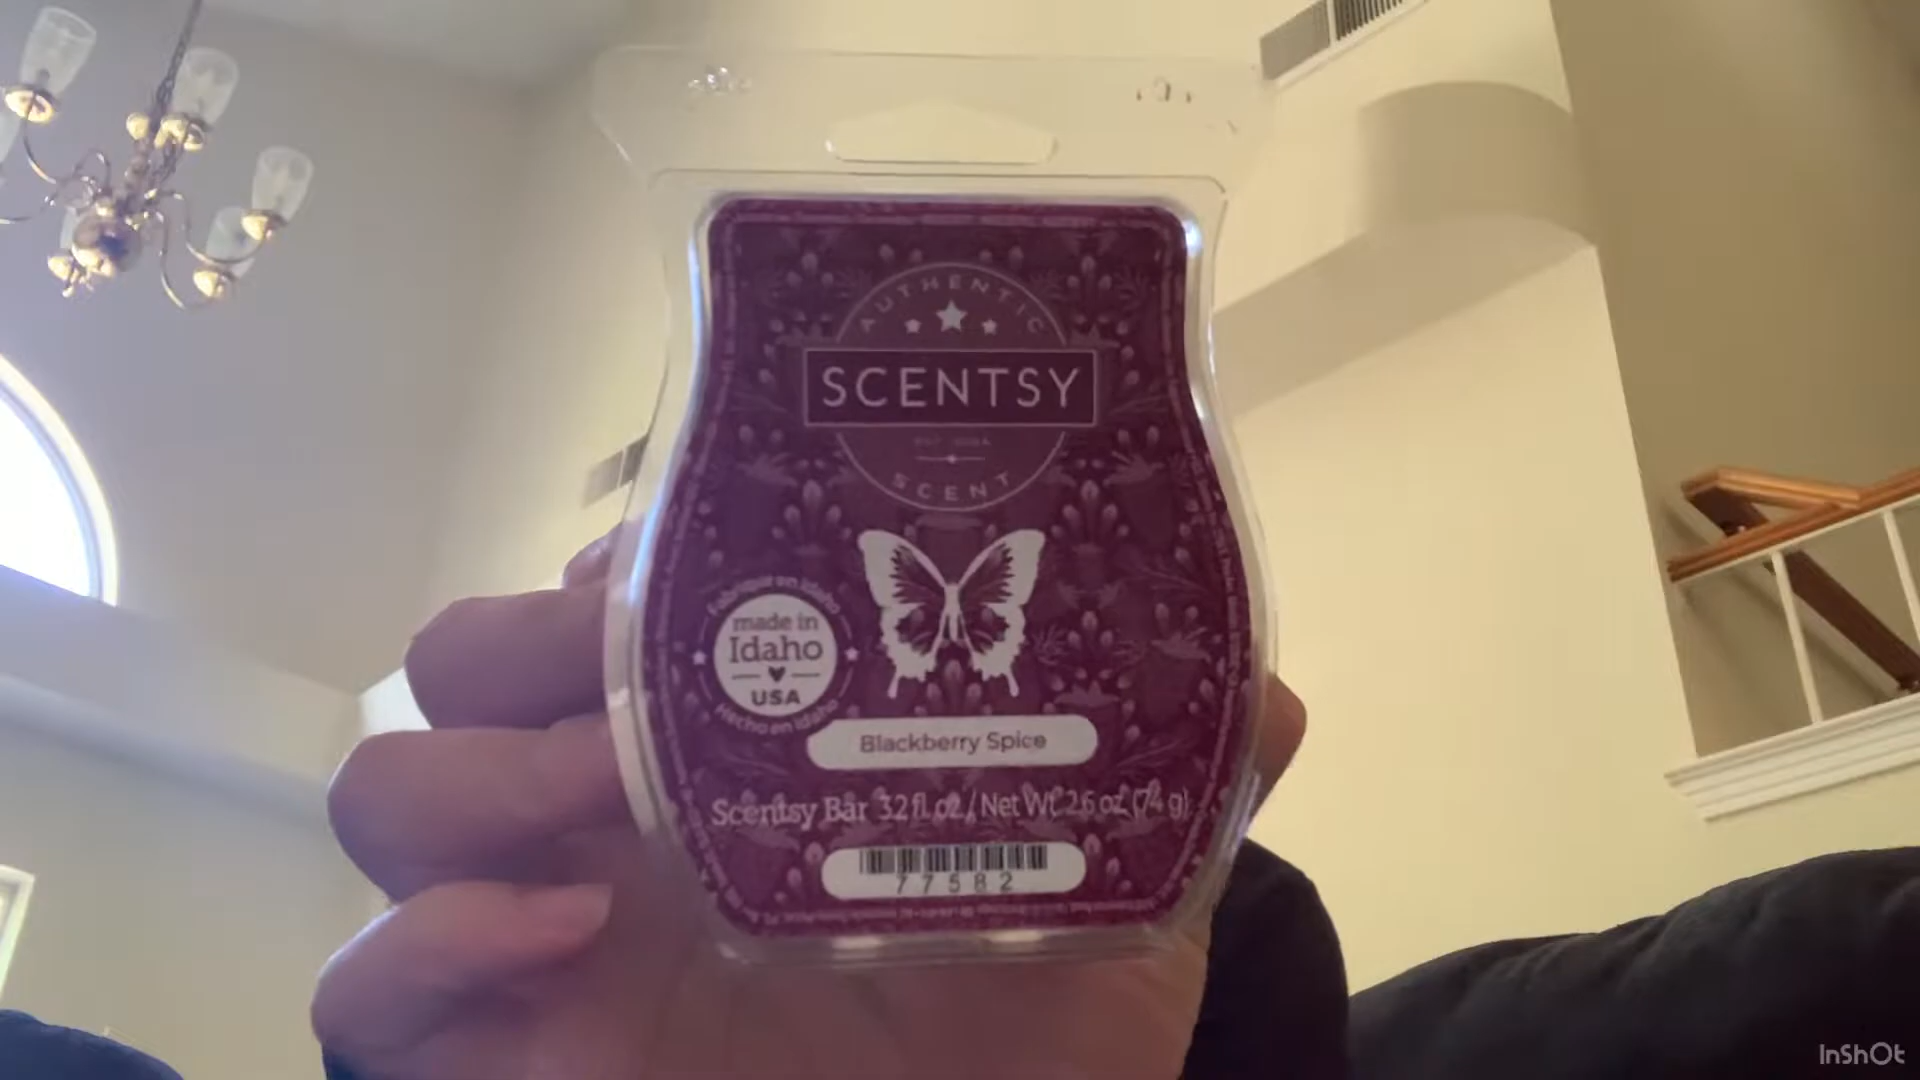 AUTHENTIC
SCENTSY
SCENT
Fabriqué en Idaho
made in
Idaho
USA
Hecho en Idaho
Blackberry Spice
Scentsy Bar 3.2 fl. oz / Net Wt. 2.6 oz. (74 g)
77582
InShOt